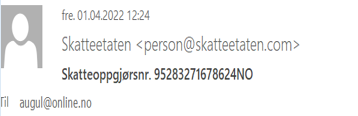 fre. 01.04.2022 12:24
Skatteetaten <person@skatteetaten.com>
Skatteoppgjørsnr. 95283271678624NO
Til augul@online.no